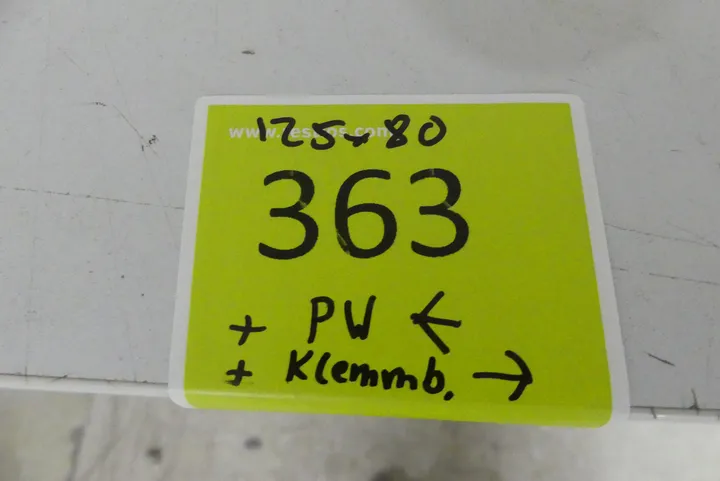 125x80
363
+ PW ←
+ Klemmb. →